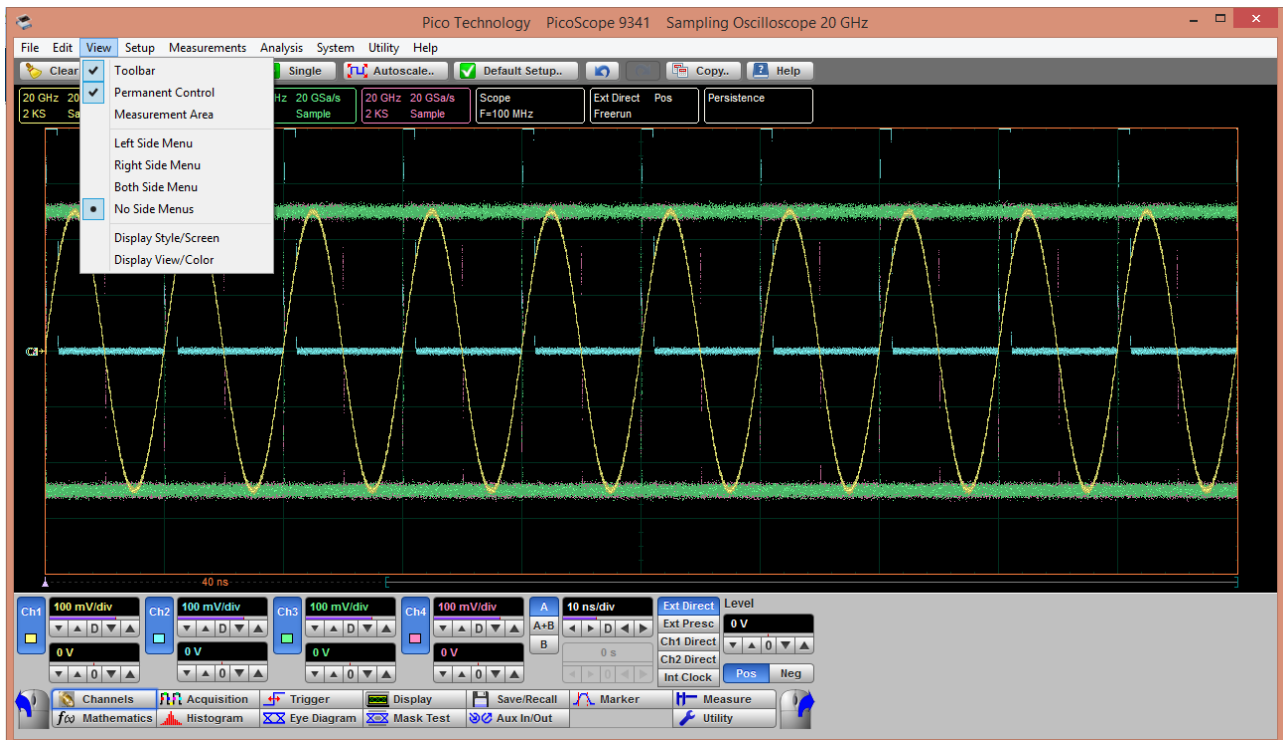 Pico Technology PicoScope 9341 Sampling Oscilloscope 20 GHz
File Edit View Setup Measurements Analysis System Utility Help
Clear Single Autoscale.. Default Setup.. Copy.. Help
Toolbar
Permanent Control
Measurement Area
Left Side Menu
Right Side Menu
Both Side Menu
No Side Menus
Display Style/Screen
Display View/Color
20 GHz 20 Hz 20 GSa/s 20 GHz 20 GSa/s Scope Ext Direct Pos Persistence
2 KS Sa Sample 2 KS Sample F=100 MHz Freerun
40 ns
Ch1 100 mV/div Ch2 100 mV/div Ch3 100 mV/div Ch4 100 mV/div A 10 ns/div Ext Direct Level
D D D D A+B D Ext Presc 0 V
0 V 0 V 0 V 0 V B 0 s Ch1 Direct 0
0 0 0 0 0 Ch2 Direct
Int Clock Pos Neg
Channels Acquisition Trigger Display Save/Recall Marker Measure
f(x) Mathematics Histogram Eye Diagram Mask Test Aux In/Out Utility